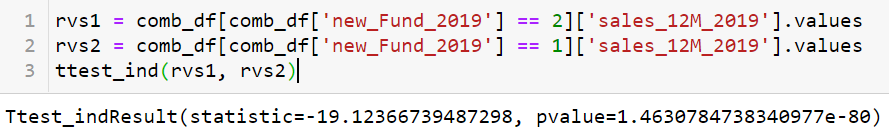 1 rvs1 = comb_df[comb_df['new_Fund_2019'] == 2]['sales_12M_2019'].values
2 rvs2 = comb_df[comb_df['new_Fund_2019'] == 1]['sales_12M_2019'].values
3 ttest_ind(rvs1, rvs2)
Ttest_indResult(statistic=-19.12366739487298, pvalue=1.4630784738340977e-80)